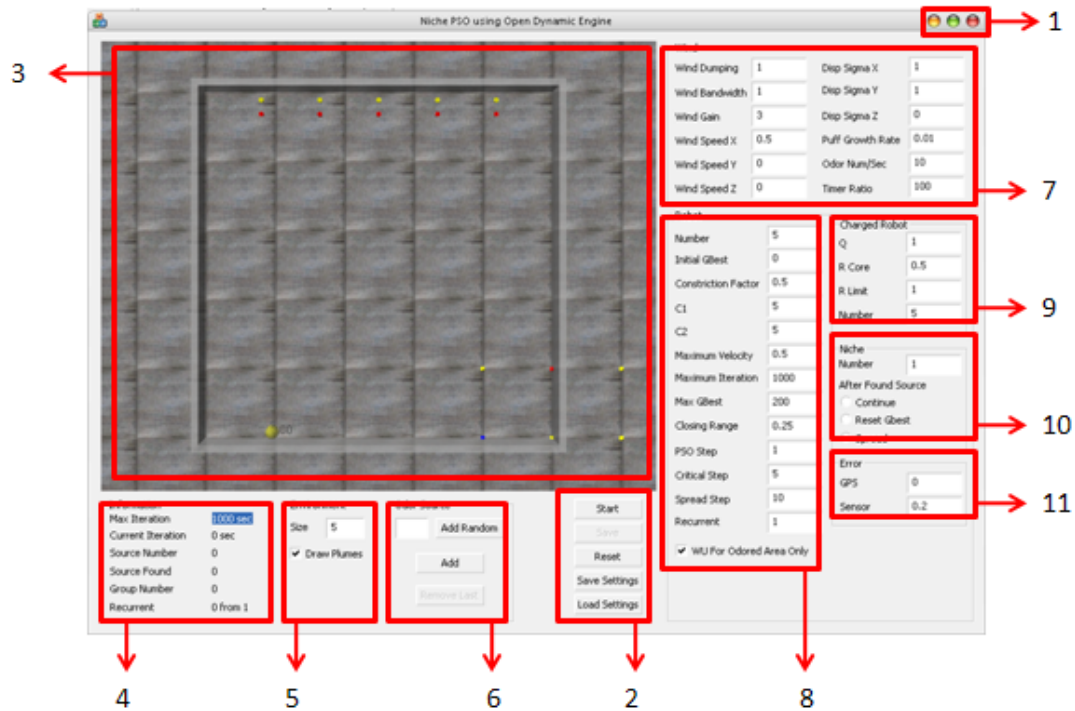 Niche PSO using Open Dynamic Engine
1
3
Wind Dumping 1 Disp Sigma X 1
Wind Bandwidth 1 Disp Sigma Y 1
Wind Gain 3 Disp Sigma Z 0
Wind Speed X 0.5 Puff Growth Rate 0.01
Wind Speed Y 0 Odor Num/Sec 10
Wind Speed Z 0 Timer Ratio 100
7
Robot
Number 5
Initial GBest 0
Constriction Factor 0.5
C1 5
C2 5
Maximum Velocity 0.5
Maximum Iteration 1000
Max GBest 200
Closing Range 0.25
PSO Step 1
Critical Step 5
Spread Step 10
Recurrent 1
WU For Odored Area Only
8
Charged Robot
Q 1
R Core 0.5
R Limit 1
Number 5
9
Niche
Number 1
After Found Source
Continue
Reset Gbest
Spread
10
Error
GPS 0
Sensor 0.2
11
Information
Max Iteration 1000 sec
Current Iteration 0 sec
Source Number 0
Source Found 0
Group Number 0
Recurrent 0 from 1
4
Environment
Size 5
Draw Plumes
5
Odor Source
Add Random
Add
Remove Last
6
Start
Save
Reset
Save Settings
Load Settings
2